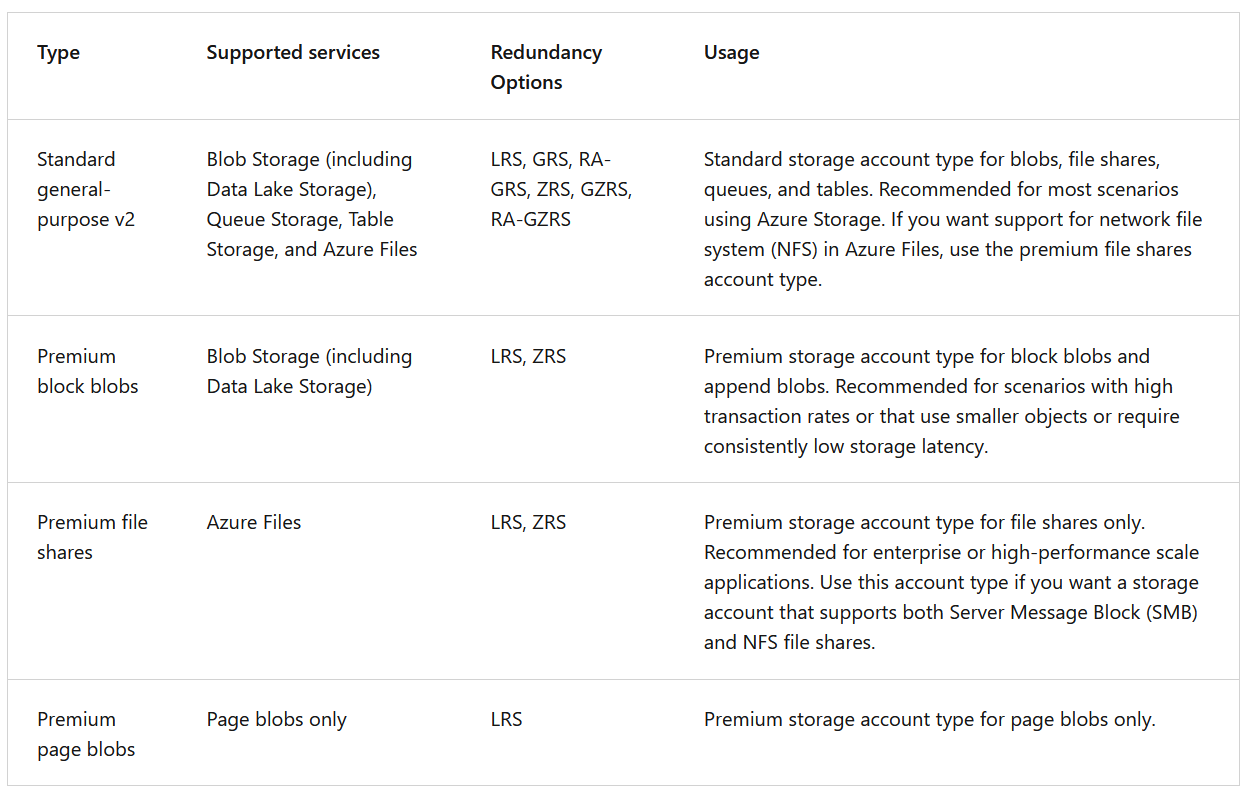 Type
Supported services
Redundancy
Options
Usage
Standard
general-
purpose v2
Blob Storage (including
Data Lake Storage),
Queue Storage, Table
Storage, and Azure Files
LRS, GRS, RA-
GRS, ZRS, GZRS,
RA-GZRS
Standard storage account type for blobs, file shares,
queues, and tables. Recommended for most scenarios
using Azure Storage. If you want support for network file
system (NFS) in Azure Files, use the premium file shares
account type.
Premium
block blobs
Blob Storage (including
Data Lake Storage)
LRS, ZRS
Premium storage account type for block blobs and
append blobs. Recommended for scenarios with high
transaction rates or that use smaller objects or require
consistently low storage latency.
Premium file
shares
Azure Files
LRS, ZRS
Premium storage account type for file shares only.
Recommended for enterprise or high-performance scale
applications. Use this account type if you want a storage
account that supports both Server Message Block (SMB)
and NFS file shares.
Premium
page blobs
Page blobs only
LRS
Premium storage account type for page blobs only.